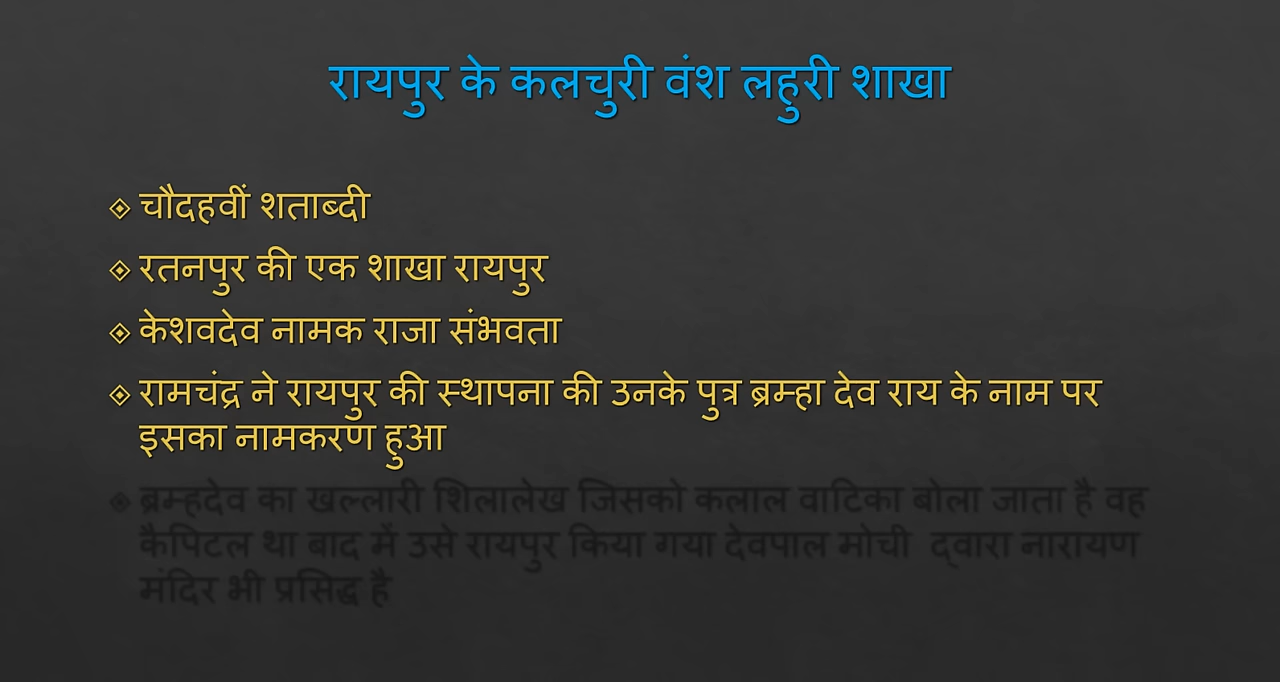 रायपुर के कलचुरी वंश लहुरी शाखा
चौदहवीं शताब्दी
रतनपुर की एक शाखा रायपुर
केशवदेव नामक राजा संभवता
रामचंद्र ने रायपुर की स्थापना की उनके पुत्र ब्रम्हा देव राय के नाम पर
इसका नामकरण हुआ
ब्रम्हदेव का खल्लारी शिलालेख जिसको कलाल वाटिका बोला जाता है वह
कैपिटल था बाद में उसे रायपुर किया गया देवपाल मोची द्वारा नारायण
मंदिर भी प्रसिद्ध है